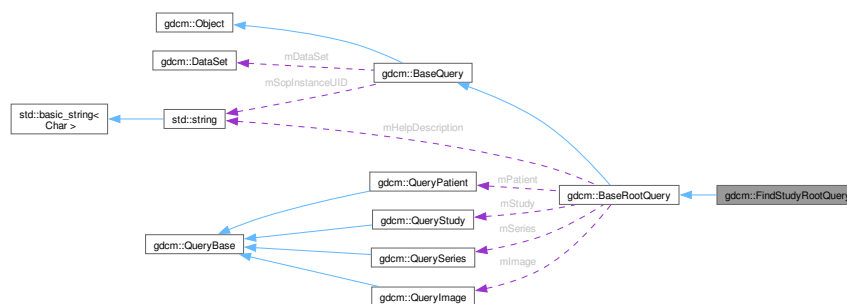 gdcm::Object
gdcm::DataSet
mDataSet
gdcm::BaseQuery
mSopInstanceUID
std::basic_string<
Char >
std::string
mHelpDescription
gdcm::QueryPatient
mPatient
gdcm::BaseRootQuery
gdcm::FindStudyRootQuery
mStudy
gdcm::QueryStudy
mSeries
gdcm::QueryBase
gdcm::QuerySeries
mImage
gdcm::QueryImage